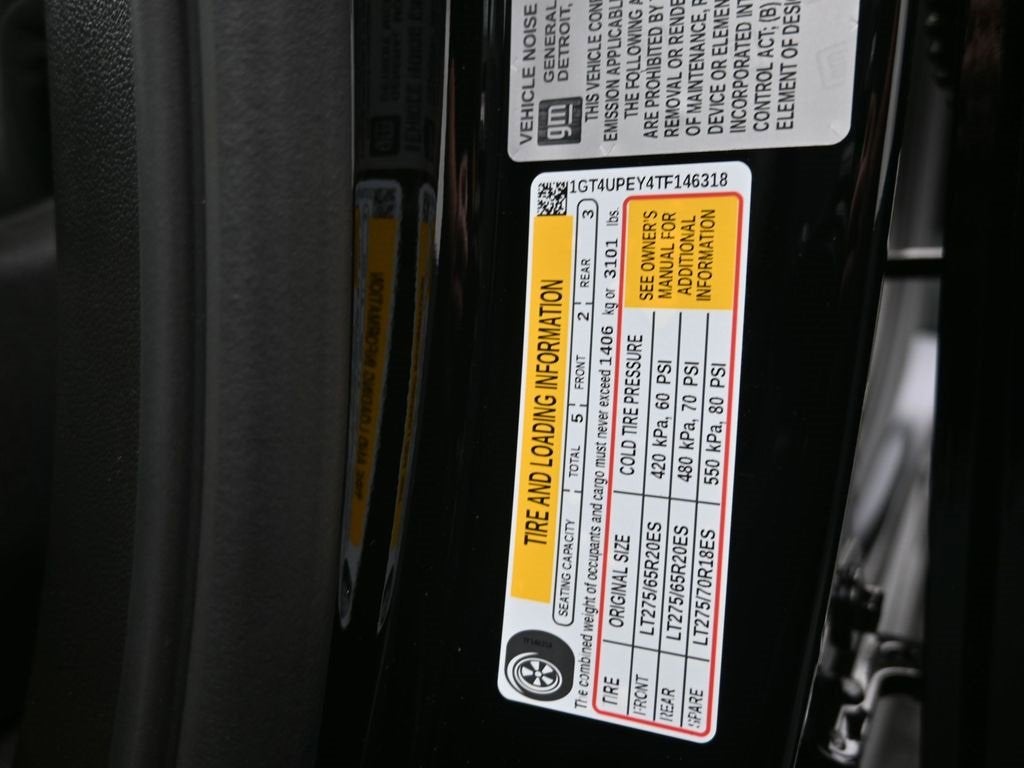 VEHICLE NOISE
gm
GENERAL
DETROIT,
THIS VEHICLE CON
EMISSION APPLICABL
THE FOLLOWING A
ARE PROHIBITED BY
REMOVAL OR RENDE
OF MAINTENANCE, R
DEVICE OR ELEMEN
INCORPORATED INT
CONTROL ACT; (B)
ELEMENT OF DESI
1GT4UPEY4TF146318
TIRE AND LOADING INFORMATION
SEATING CAPACITY TOTAL 5 FRONT 2 REAR 3
The combined weight of occupants and cargo must never exceed 1406 kg or 3101 lbs.
TIRE ORIGINAL SIZE COLD TIRE PRESSURE
FRONT LT275/65R20ES 420 kPa, 60 PSI
REAR LT275/65R20ES 480 kPa, 70 PSI
SPARE LT275/70R18ES 550 kPa, 80 PSI
SEE OWNER'S
MANUAL FOR
ADDITIONAL
INFORMATION